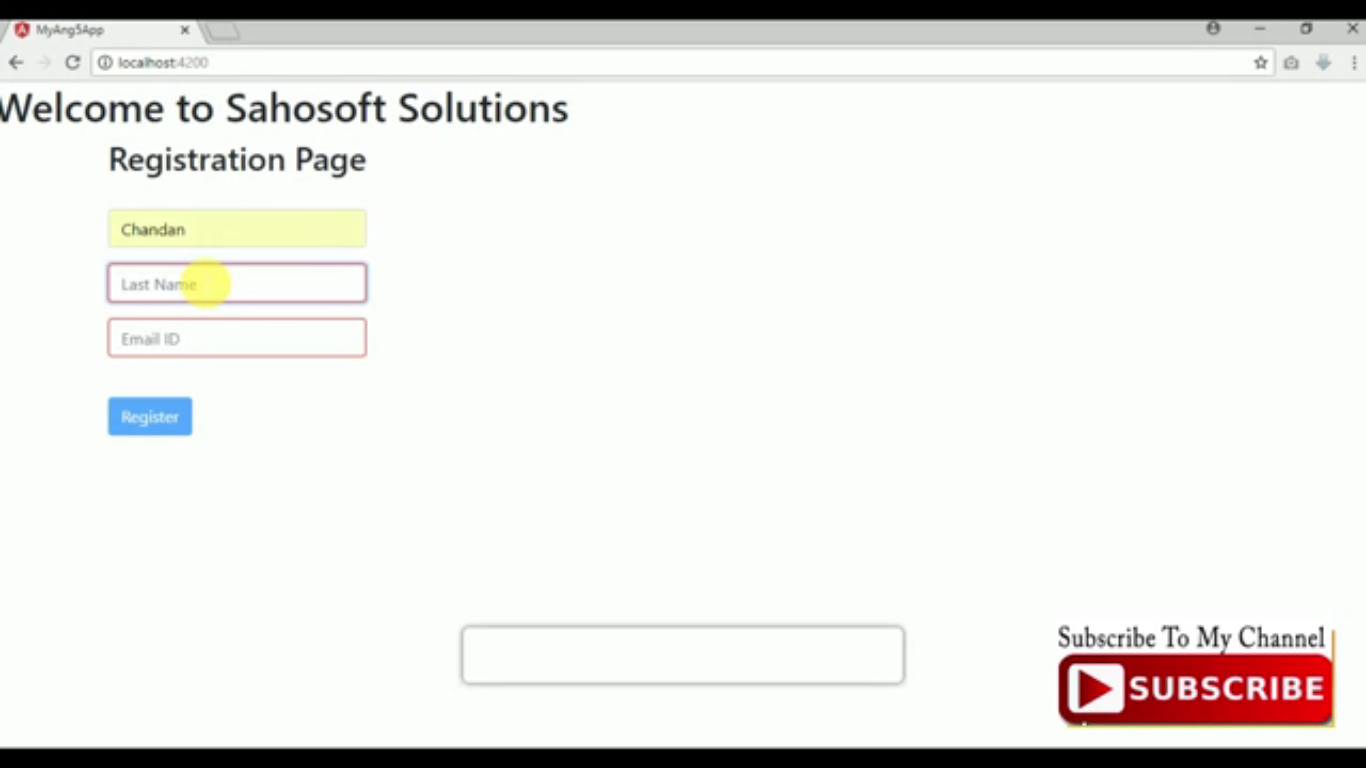 MyAng5App
localhost:4200
Welcome to Sahosoft Solutions
Registration Page
Chandan
Last Name
Email ID
Register
Subscribe To My Channel
SUBSCRIBE